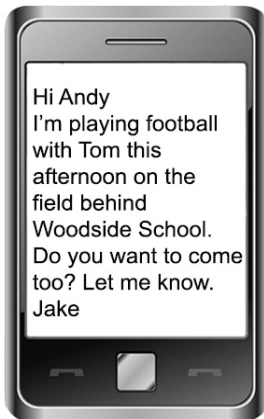 Hi Andy
I'm playing football
with Tom this
afternoon on the
field behind
Woodside School.
Do you want to come
too? Let me know.
Jake